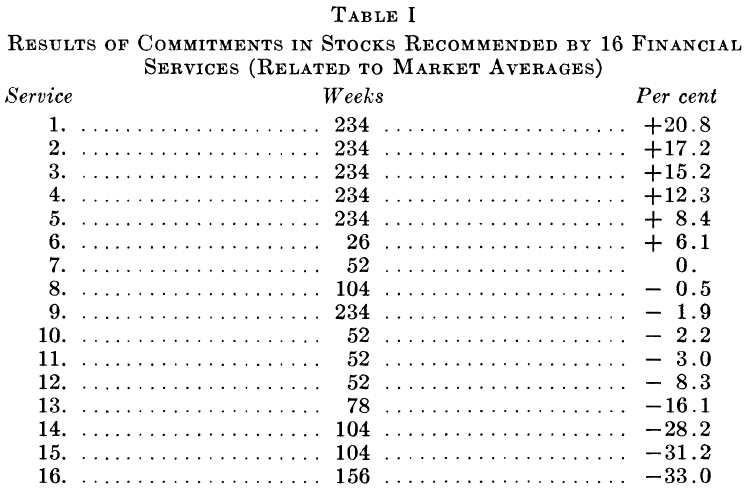 TABLE I
RESULTS OF COMMITMENTS IN STOCKS RECOMMENDED BY 16 FINANCIAL
SERVICES (RELATED TO MARKET AVERAGES)
Service Weeks Per cent
1. ...................... 234 ...................... +20.8
2. ...................... 234 ...................... +17.2
3. ...................... 234 ...................... +15.2
4. ...................... 234 ...................... +12.3
5. ...................... 234 ...................... + 8.4
6. ...................... 26 ...................... + 6.1
7. ...................... 52 ...................... 0.
8. ...................... 104 ...................... − 0.5
9. ...................... 234 ...................... − 1.9
10. ...................... 52 ...................... − 2.2
11. ...................... 52 ...................... − 3.0
12. ...................... 52 ...................... − 8.3
13. ...................... 78 ...................... −16.1
14. ...................... 104 ...................... −28.2
15. ...................... 104 ...................... −31.2
16. ...................... 156 ...................... −33.0